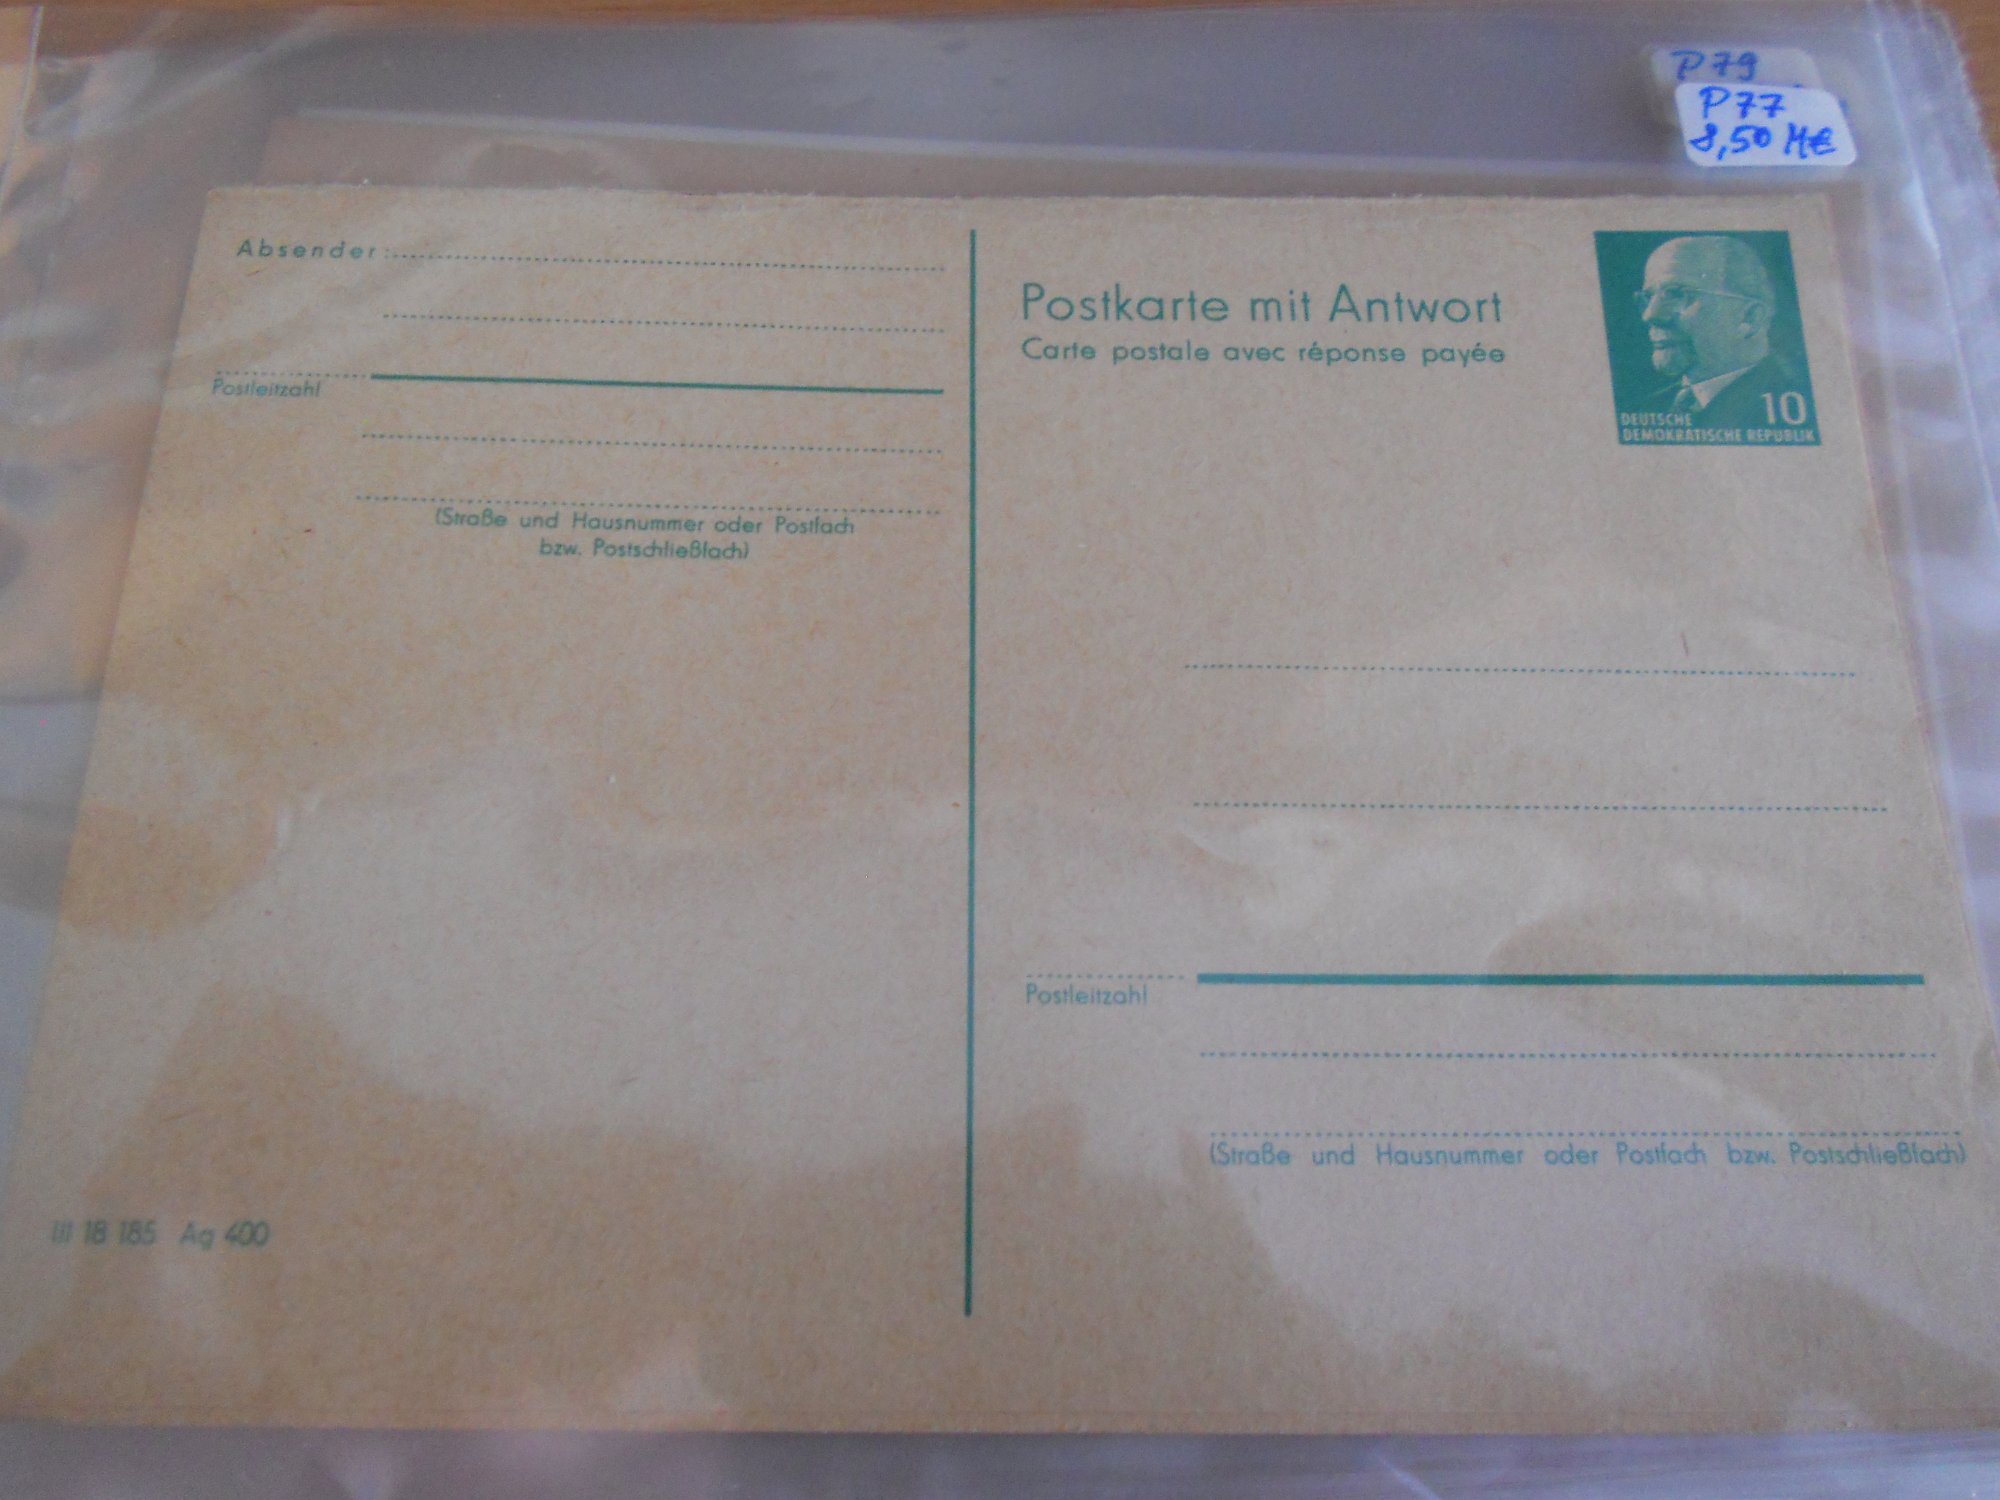 P79
P77
8,50 M€
Absender:
Postleitzahl
(Straße und Hausnummer oder Postfach
bzw. Postschließfach)
Postkarte mit Antwort
Carte postale avec réponse payée
10
DEUTSCHE
DEMOKRATISCHE REPUBLIK
Postleitzahl
(Straße und Hausnummer oder Postfach bzw. Postschließfach)
III 18 185 Ag 400